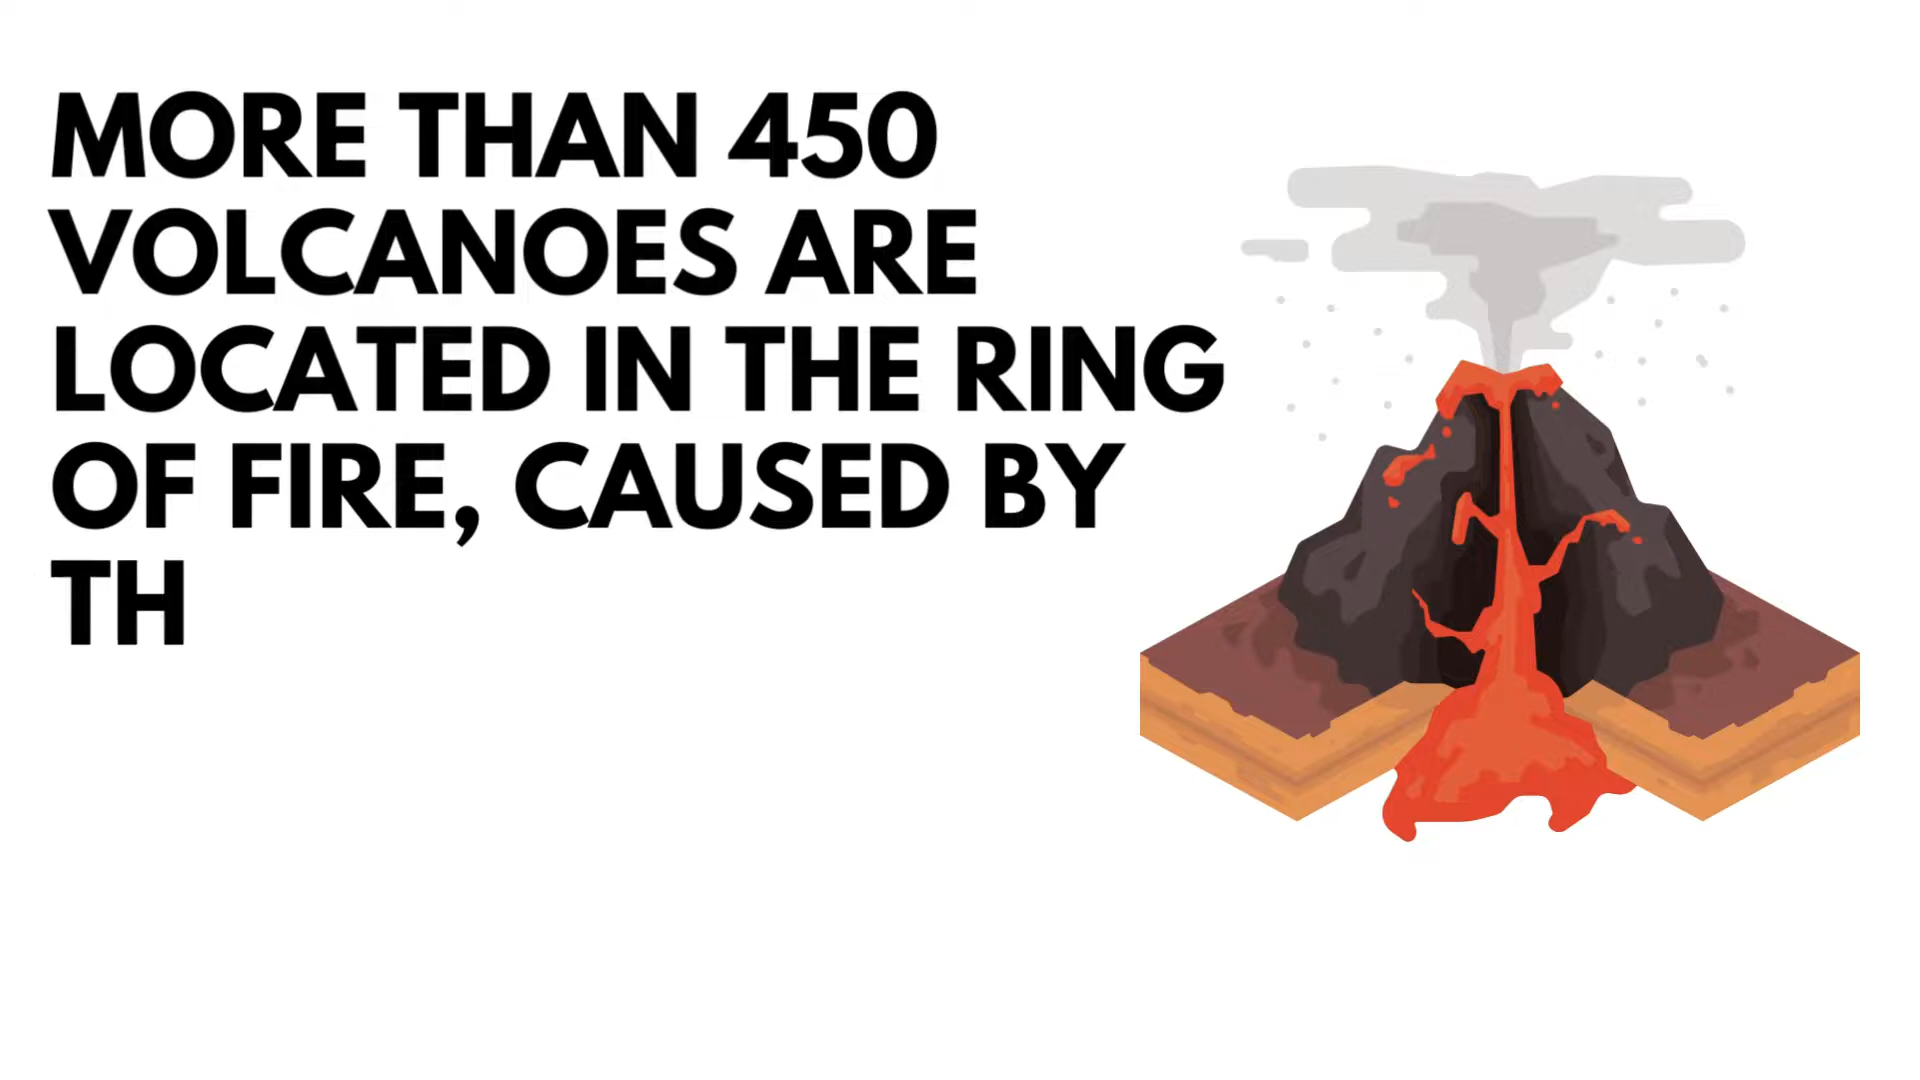 MORE THAN 450
VOLCANOES ARE
LOCATED IN THE RING
OF FIRE, CAUSED BY
TH